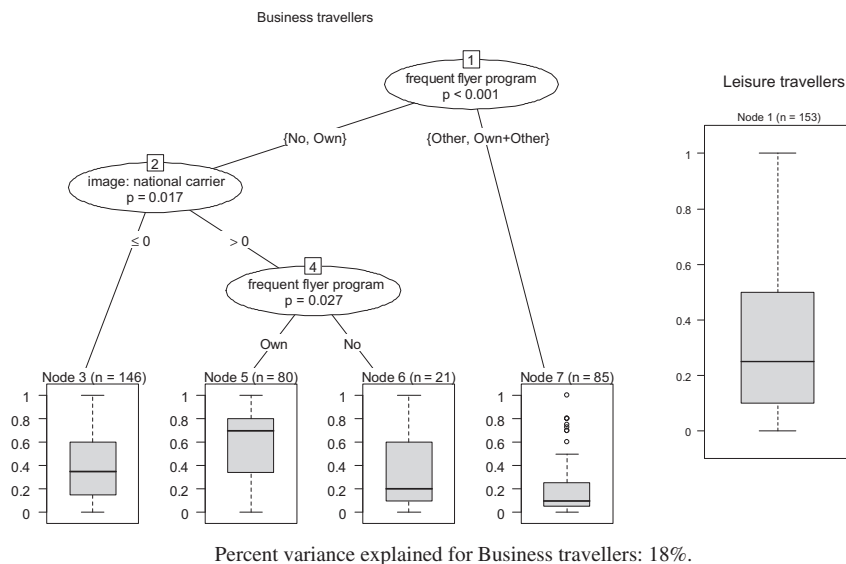 Business travellers
1
frequent flyer program
p < 0.001
{No, Own}
{Other, Own+Other}
2
image: national carrier
p = 0.017
≤ 0
> 0
4
frequent flyer program
p = 0.027
Own
No
Node 3 (n = 146)
1
0.8
0.6
0.4
0.2
0
Node 5 (n = 80)
1
0.8
0.6
0.4
0.2
0
Node 6 (n = 21)
1
0.8
0.6
0.4
0.2
0
Node 7 (n = 85)
1
0.8
0.6
0.4
0.2
0
Leisure travellers
Node 1 (n = 153)
1
0.8
0.6
0.4
0.2
0
Percent variance explained for Business travellers: 18%.